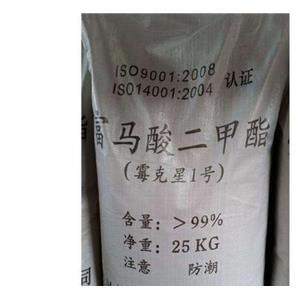 ISO9001:2008
ISO14001:2004 认证
富马酸二甲酯
(霉克星1号)
含量: >99%
净重: 25KG
注意 防潮